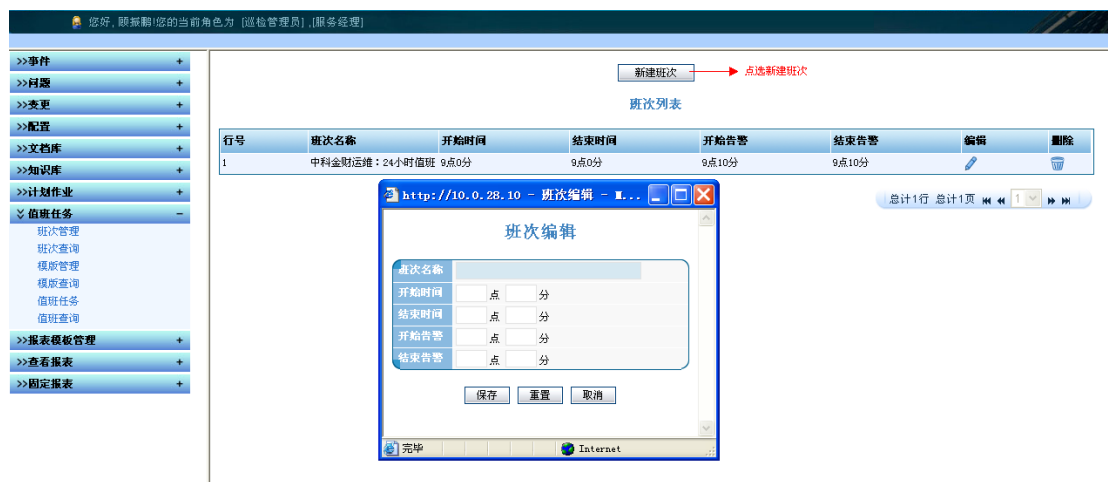 您好,顾振鹏!您的当前角色为 [巡检管理员] ,[服务经理]
>>事件 +
>>问题 +
>>变更 +
>>配置 +
>>文档库 +
>>知识库 +
>>计划作业 +
值班任务 −
班次管理
班次查询
模版管理
模版查询
值班任务
值班查询
>>报表模板管理 +
>>查看报表 +
>>固定报表 +
新建班次 点选新建班次
班次列表
行号 班次名称 开始时间 结束时间 开始告警 结束告警 编辑 删除
1 中科金财运维：24小时值班 9点0分 9点0分 9点10分 9点10分
总计1行 总计1页 1
http://10.0.28.10 - 班次编辑 - M...
班次编辑
班次名称
开始时间 点 分
结束时间 点 分
开始告警 点 分
结束告警 点 分
保存 重置 取消
完毕 Internet